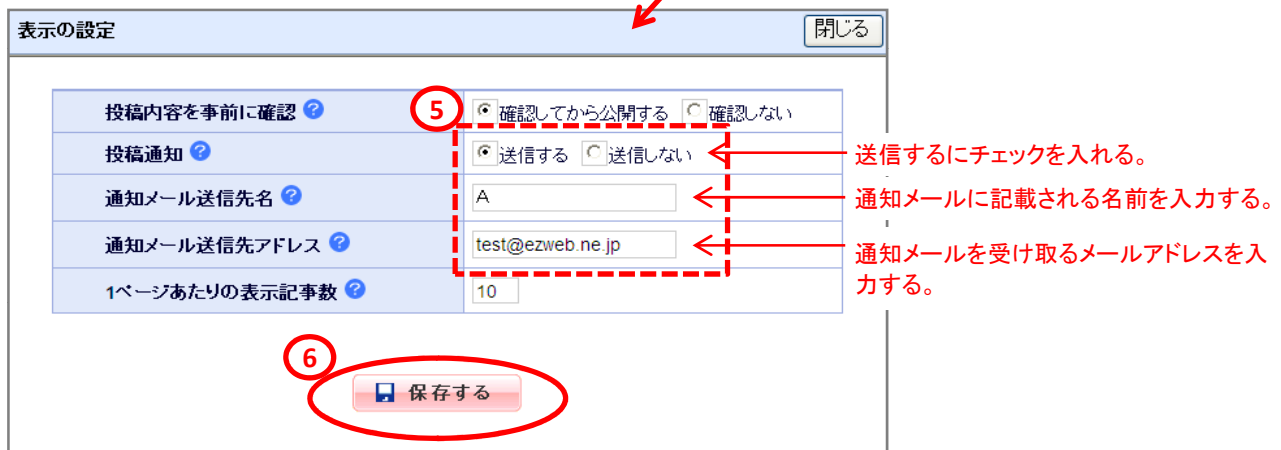 表示の設定 閉じる
投稿内容を事前に確認 ? ⑤ 確認してから公開する 確認しない
投稿通知 ? 送信する 送信しない 送信するにチェックを入れる。
通知メール送信先名 ? A 通知メールに記載される名前を入力する。
通知メール送信先アドレス ? test@ezweb.ne.jp 通知メールを受け取るメールアドレスを入
力する。
1ページあたりの表示記事数 ? 10
⑥
保存する